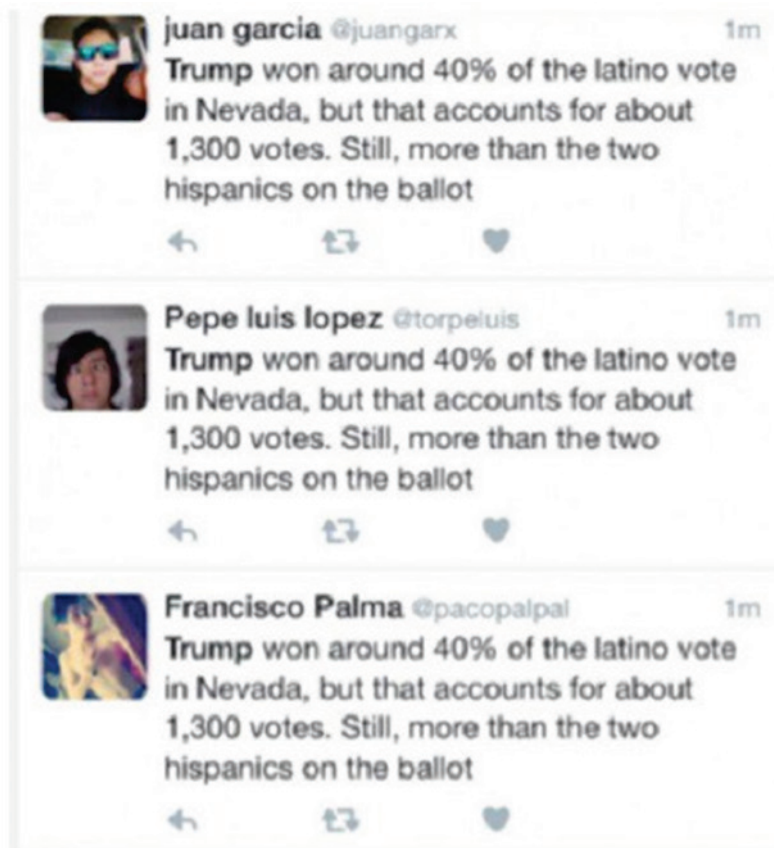 juan garcia @juangarx 1m
Trump won around 40% of the latino vote
in Nevada, but that accounts for about
1,300 votes. Still, more than the two
hispanics on the ballot
Pepe luis lopez @torpeluis 1m
Trump won around 40% of the latino vote
in Nevada, but that accounts for about
1,300 votes. Still, more than the two
hispanics on the ballot
Francisco Palma @pacopalpal 1m
Trump won around 40% of the latino vote
in Nevada, but that accounts for about
1,300 votes. Still, more than the two
hispanics on the ballot